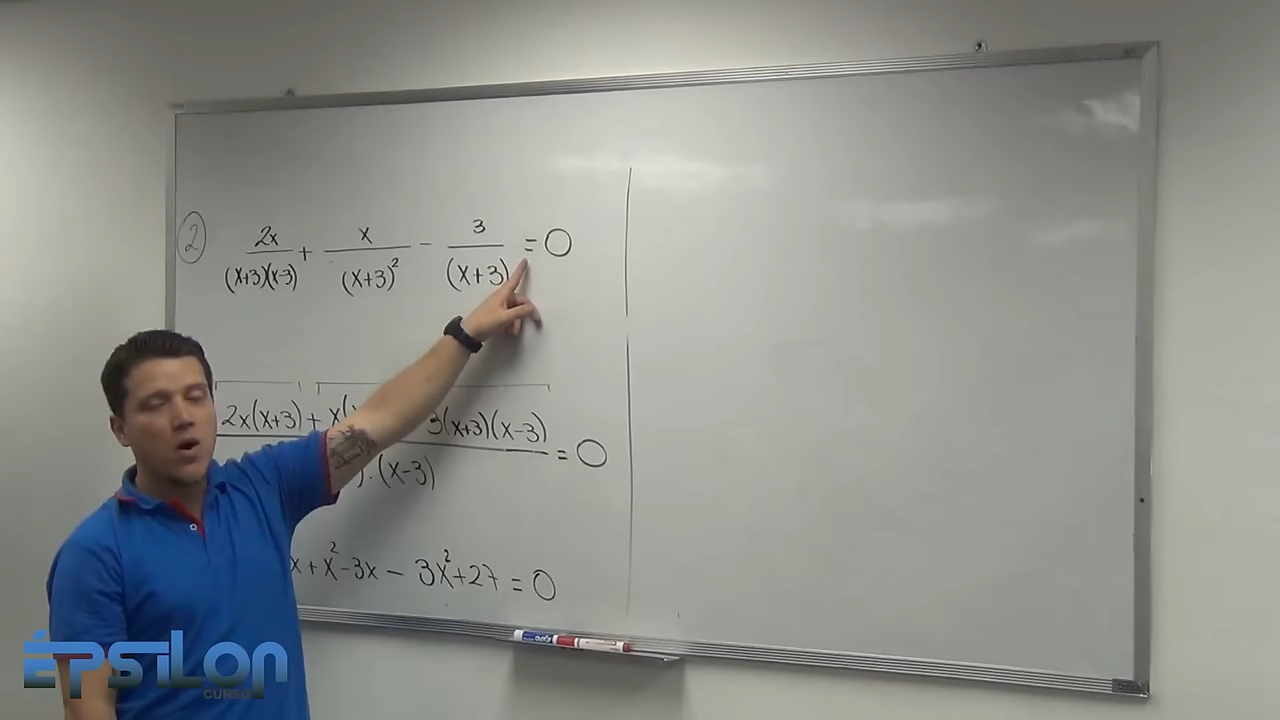 2 2x/(x+3)(x-3) + x/(x+3)² - 3/(x+3) = 0
2x(x+3) + x( 3(x+3)(x-3) = 0
).(x-3)
x + x² - 3x - 3x² + 27 = 0
ÉPSILON
CURSO